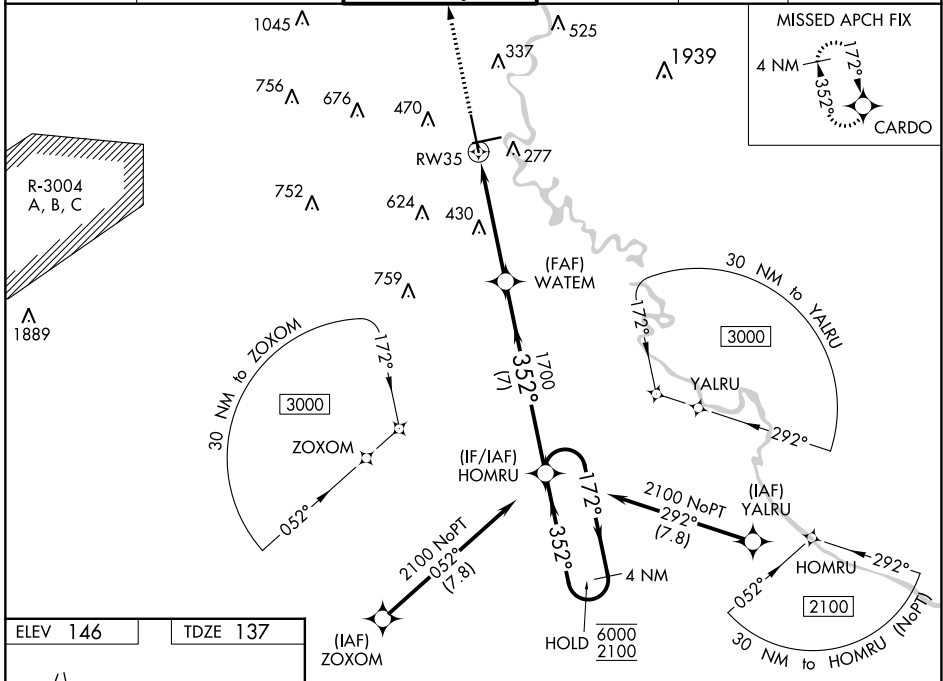 1045
525
MISSED APCH FIX
4 NM
172°
352°
CARDO
337
1939
756
676
470
RW35
277
R-3004
A, B, C
752
624
430
(FAF)
WATEM
759
1889
30 NM to ZOXOM
172°
3000
ZOXOM
052°
30 NM to YALRU
172°
3000
YALRU
292°
1700
352°
(7)
(IF/IAF)
HOMRU
172°
352°
4 NM
HOLD
6000
2100
2100 NoPT
052°
(7.8)
(IAF)
ZOXOM
2100 NoPT
292°
(7.8)
(IAF)
YALRU
HOMRU
292°
052°
2100
30 NM to HOMRU (NoPT)
ELEV 146
TDZE 137